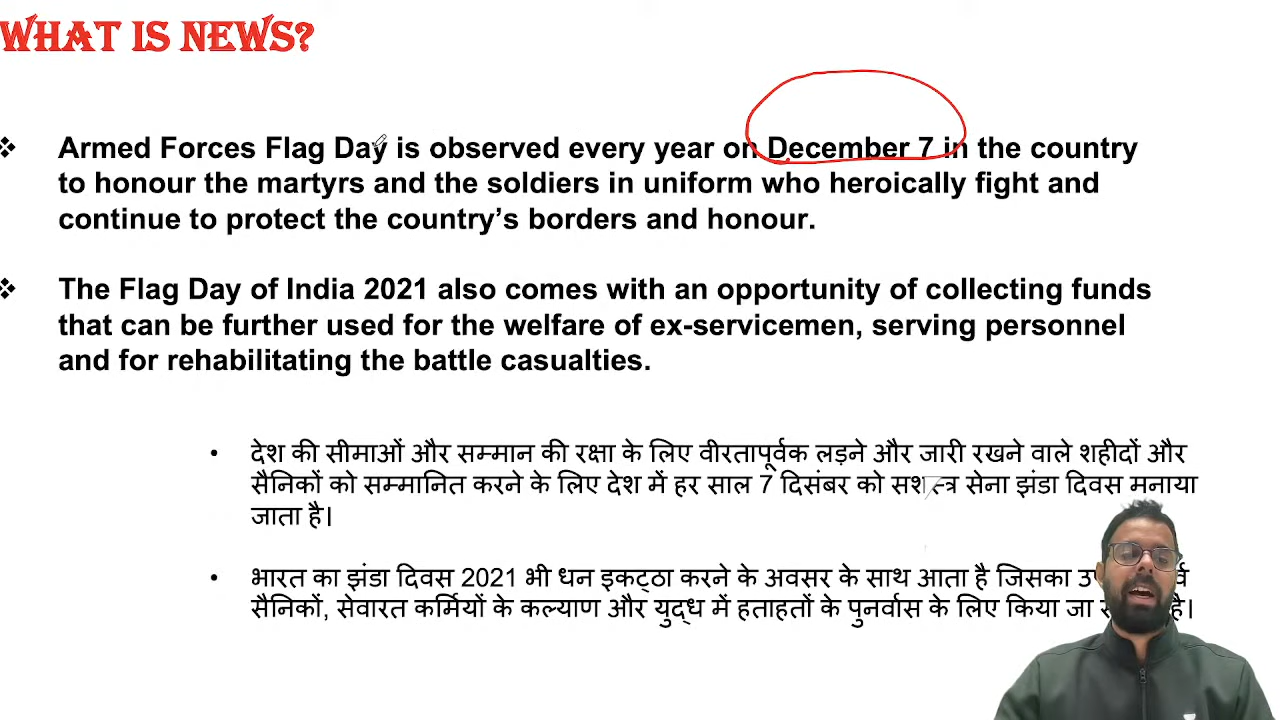 WHAT IS NEWS?
Armed Forces Flag Day is observed every year on December 7 in the country
to honour the martyrs and the soldiers in uniform who heroically fight and
continue to protect the country’s borders and honour.
The Flag Day of India 2021 also comes with an opportunity of collecting funds
that can be further used for the welfare of ex-servicemen, serving personnel
and for rehabilitating the battle casualties.
देश की सीमाओं और सम्मान की रक्षा के लिए वीरतापूर्वक लड़ने और जारी रखने वाले शहीदों और
सैनिकों को सम्मानित करने के लिए देश में हर साल 7 दिसंबर को सशस्त्र सेना झंडा दिवस मनाया
जाता है।
भारत का झंडा दिवस 2021 भी धन इकट्ठा करने के अवसर के साथ आता है जिसका
सैनिकों, सेवारत कर्मियों के कल्याण और युद्ध में हताहतों के पुनर्वास के लिए किया जा है।